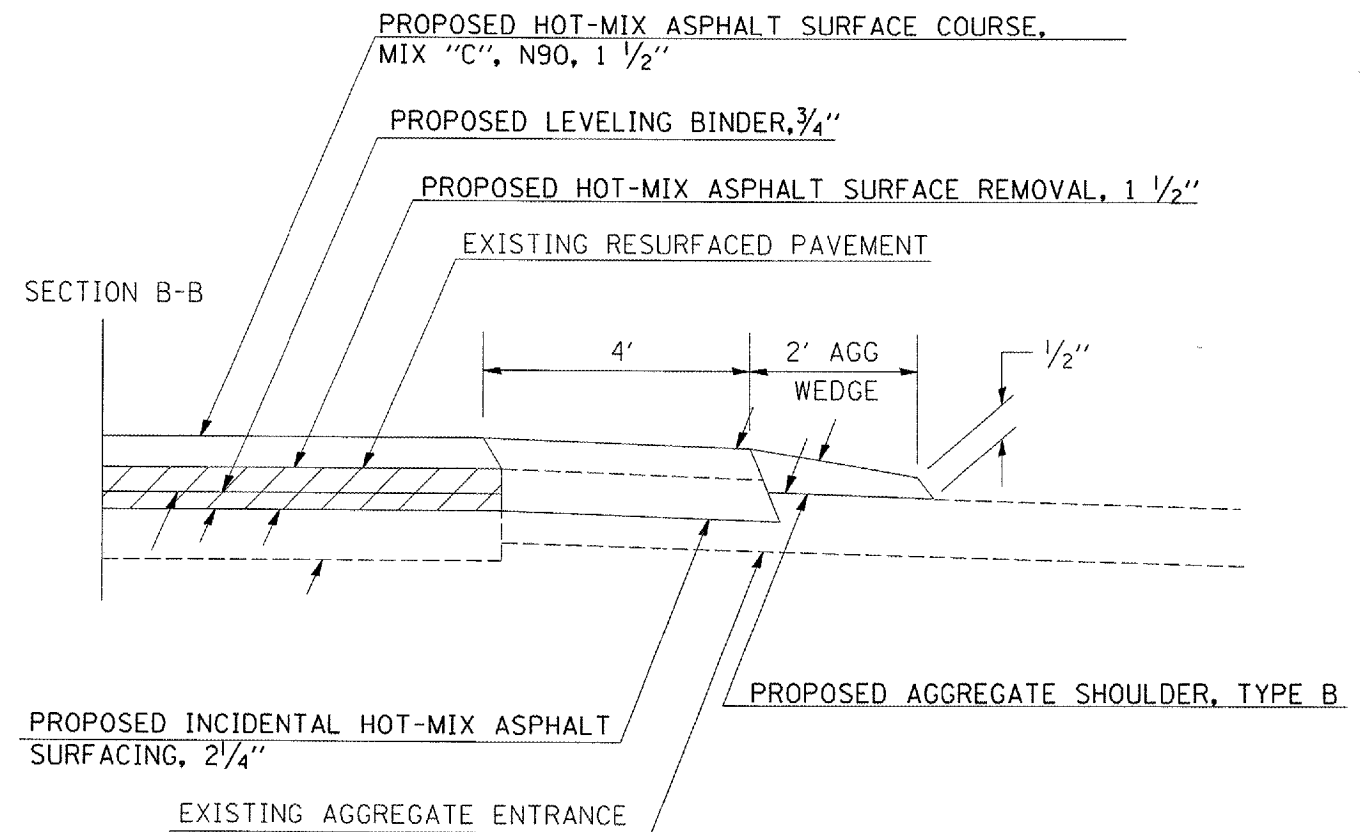 PROPOSED HOT-MIX ASPHALT SURFACE COURSE,
MIX "C", N90, 1 1/2"
PROPOSED LEVELING BINDER, 3/4"
PROPOSED HOT-MIX ASPHALT SURFACE REMOVAL, 1 1/2"
EXISTING RESURFACED PAVEMENT
SECTION B-B
4'
2' AGG
WEDGE
1/2"
PROPOSED AGGREGATE SHOULDER, TYPE B
PROPOSED INCIDENTAL HOT-MIX ASPHALT
SURFACING, 2 1/4"
EXISTING AGGREGATE ENTRANCE